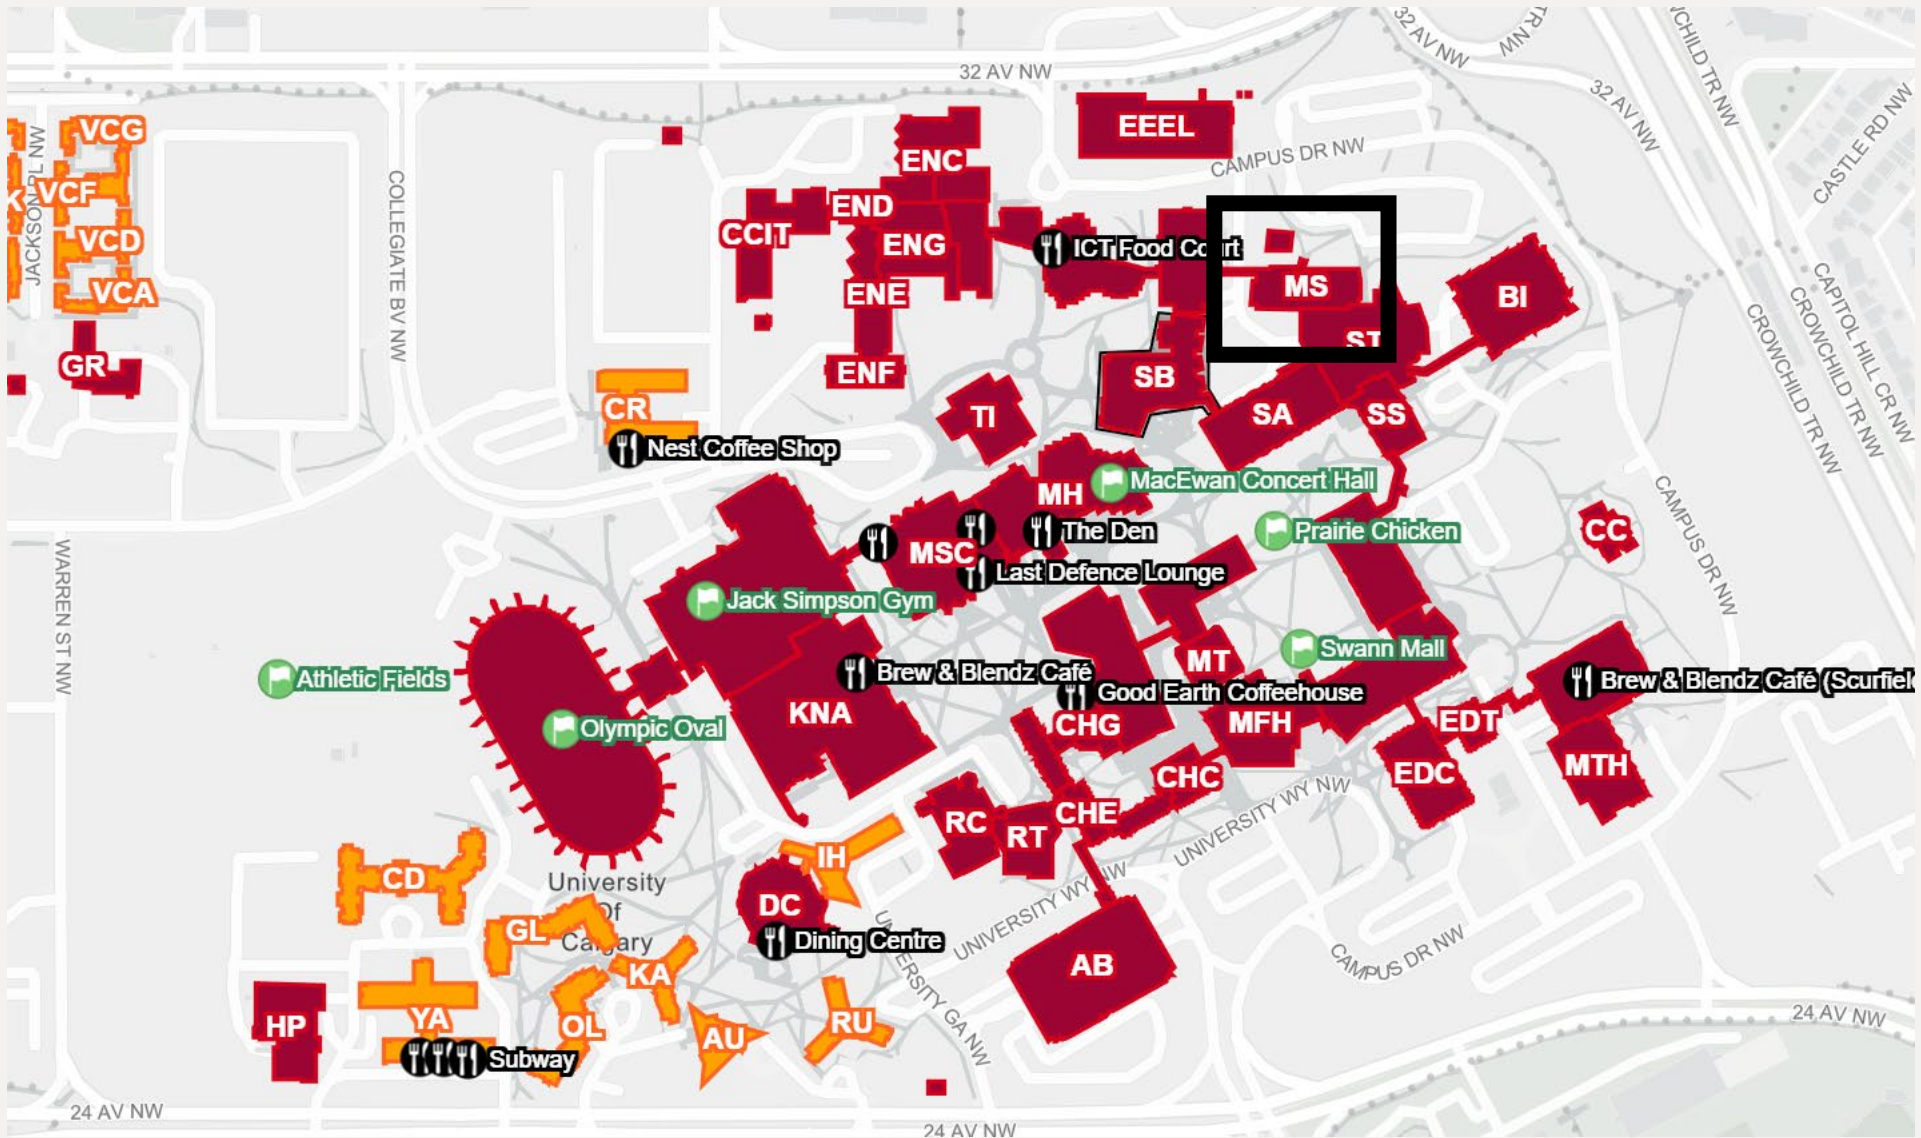 32 AV NW
32 AV NW
TR NW
32 AV NW
CASTLE RD NW
VCG
VCF
VCD
VCA
K
JACKSON PL NW
COLLEGIATE BV NW
GR
CCIT
ENC
END
ENG
ENE
ENF
EEEL
CAMPUS DR NW
ICT Food Court
MS
ST
BI
CROWCHILD TR NW
CROWCHILD TR NW
CAPITOL HILL CR NW
SB
SA
SS
TI
CR
Nest Coffee Shop
MH
MacEwan Concert Hall
Prairie Chicken
CC
CAMPUS DR NW
MSC
The Den
Last Defence Lounge
WARREN ST NW
Jack Simpson Gym
Athletic Fields
Olympic Oval
Brew & Blendz Café
KNA
MT
Swann Mall
Good Earth Coffeehouse
CHG
MFH
EDT
Brew & Blendz Café (Scurfiel
MTH
EDC
CHC
CHE
RC
RT
UNIVERSITY WY NW
UNIVERSITY WY NW
IH
DC
Dining Centre
UNIVERSITY GA NW
CD
University
Of
Calgary
GL
KA
YA
OL
AU
RU
HP
Subway
AB
CAMPUS DR NW
24 AV NW
24 AV NW
24 AV NW